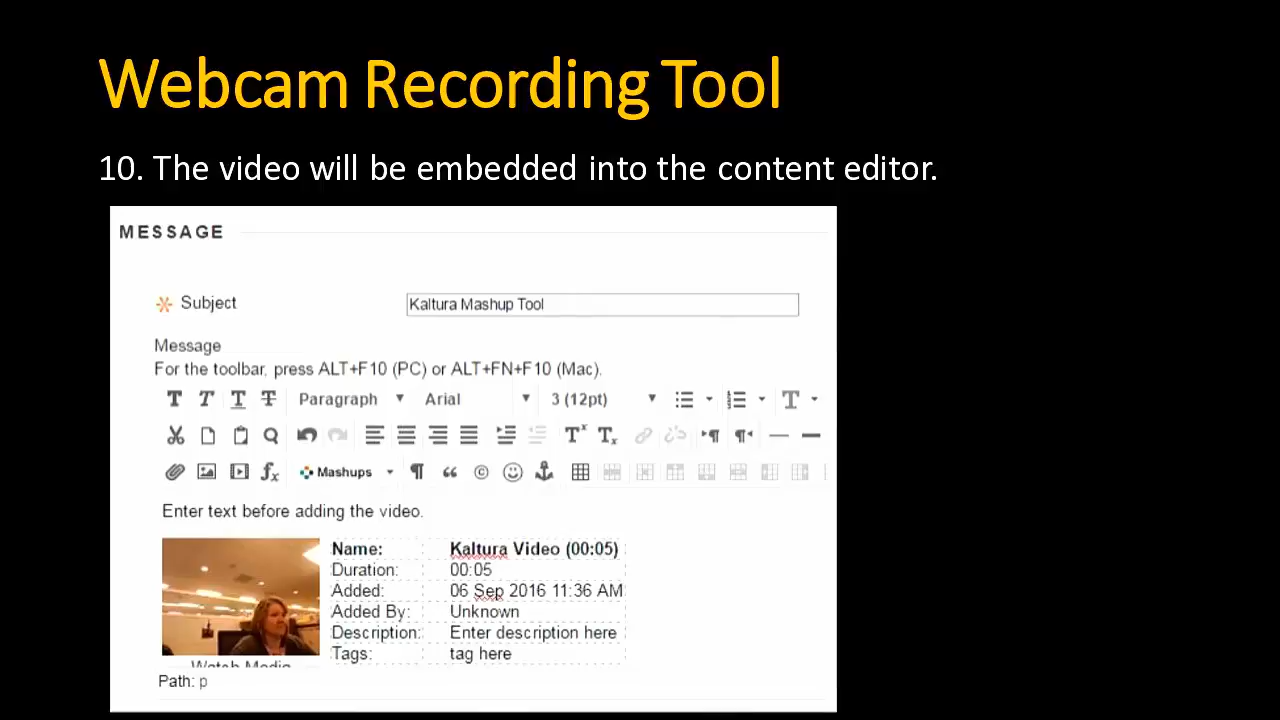 Webcam Recording Tool
10. The video will be embedded into the content editor.
MESSAGE
Subject
Kaltura Mashup Tool
Message
For the toolbar, press ALT+F10 (PC) or ALT+FN+F10 (Mac).
Paragraph Arial 3 (12pt)
Mashups
Enter text before adding the video.
Name: Kaltura Video (00:05)
Duration: 00:05
Added: 06 Sep 2016 11:36 AM
Added By: Unknown
Description: Enter description here
Tags: tag here
Watch Media
Path: p